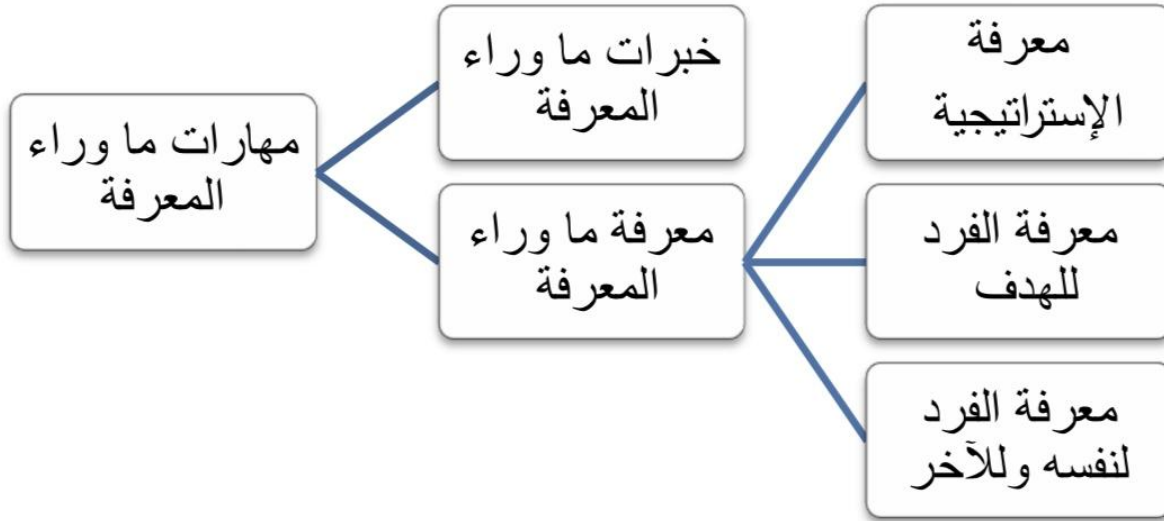 مهارات ما وراء
المعرفة
خبرات ما وراء
المعرفة
معرفة ما وراء
المعرفة
معرفة
الإستراتيجية
معرفة الفرد
للهدف
معرفة الفرد
لنفسه وللآخر